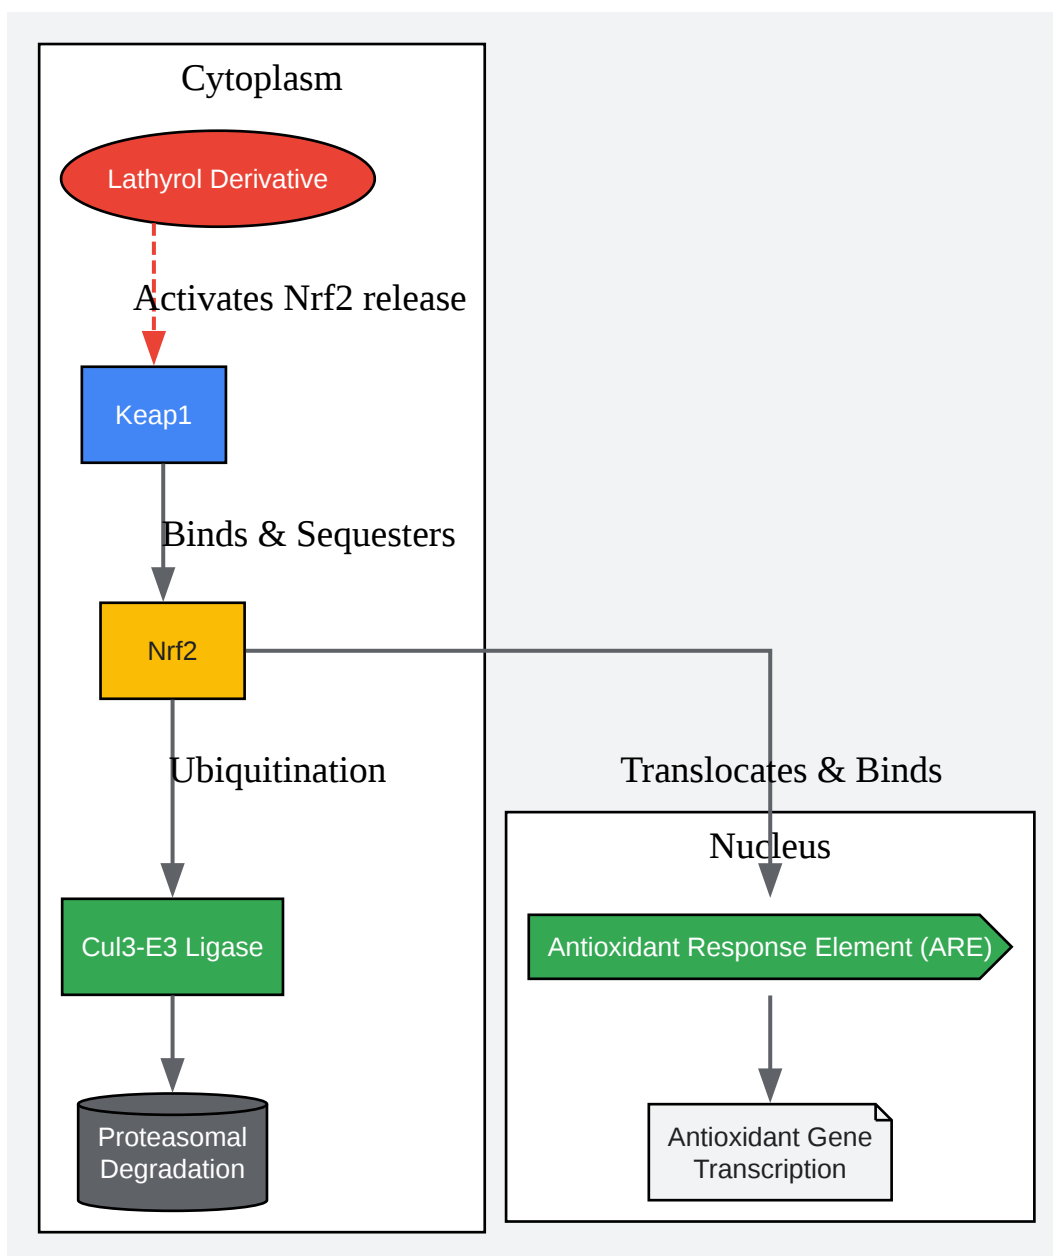 Cytoplasm
Lathyrol Derivative
Activates Nrf2 release
Keap1
Binds & Sequesters
Nrf2
Ubiquitination
Translocates & Binds
Nucleus
Cul3-E3 Ligase
Antioxidant Response Element (ARE)
Proteasomal
Degradation
Antioxidant Gene
Transcription